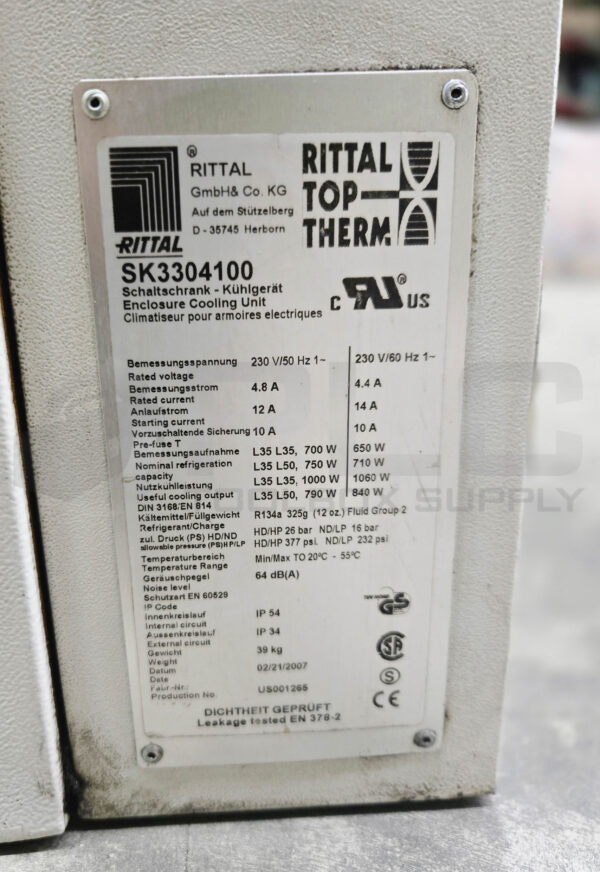 RITTAL
®
RITTAL
GmbH& Co. KG
Auf dem Stützelberg
D - 35745 Herborn
RITTAL
TOP
THERM
SK3304100
Schaltschrank - Kühlgerät
Enclosure Cooling Unit
Climatiseur pour armoires electriques
C UR ® US
Bemessungsspannung 230 V/50 Hz 1~ 230 V/60 Hz 1~
Rated voltage
Bemessungsstrom 4.8 A 4.4 A
Rated current
Anlaufstrom 12 A 14 A
Starting current
Vorzuschaltende Sicherung 10 A 10 A
Pre-fuse T
Bemessungsaufnahme L35 L35, 700 W 650 W
Nominal refrigeration L35 L50, 750 W 710 W
capacity
Nutzkuhlleistung L35 L35, 1000 W 1060 W
Useful cooling output L35 L50, 790 W 840 W
DIN 3168/EN 814
Kältemittel/Füllgewicht R134a 325g (12 oz.) Fluid Group 2
Refrigerant/Charge
zul. Druck (PS) HD/ND HD/HP 26 bar ND/LP 16 bar
allowable pressure (PS)HP/LP HD/HP 377 psi. ND/LP 232 psi
Temperaturbereich Min/Max TO 20°C - 55°C
Temperature Range
Geräuschpegel 64 dB(A)
Noise level
Schutzart EN 60529
IP Code
Innenkreislauf IP 54
Internal circuit
Aussenkreislauf IP 34
External circuit
Gewicht 39 kg
Weight
Datum 02/21/2007
Date
Fabr.-Nr.: US001265
Production No
GS
SA
S
CE
DICHTHEIT GEPRÜFT
Leakage tested EN 378-2
SUPPLY